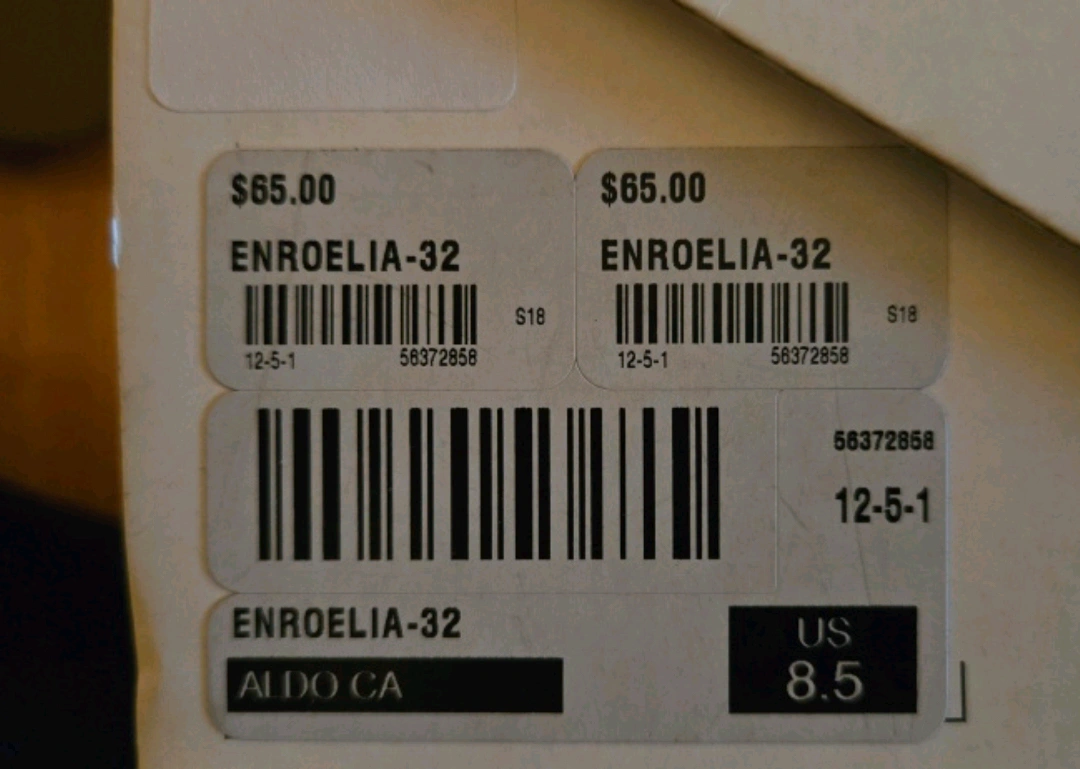 $65.00
ENROELIA-32
S18
12-5-1 56372858
$65.00
ENROELIA-32
S18
12-5-1 56372858
56372858
12-5-1
ENROELIA-32
ALDO CA
US
8.5